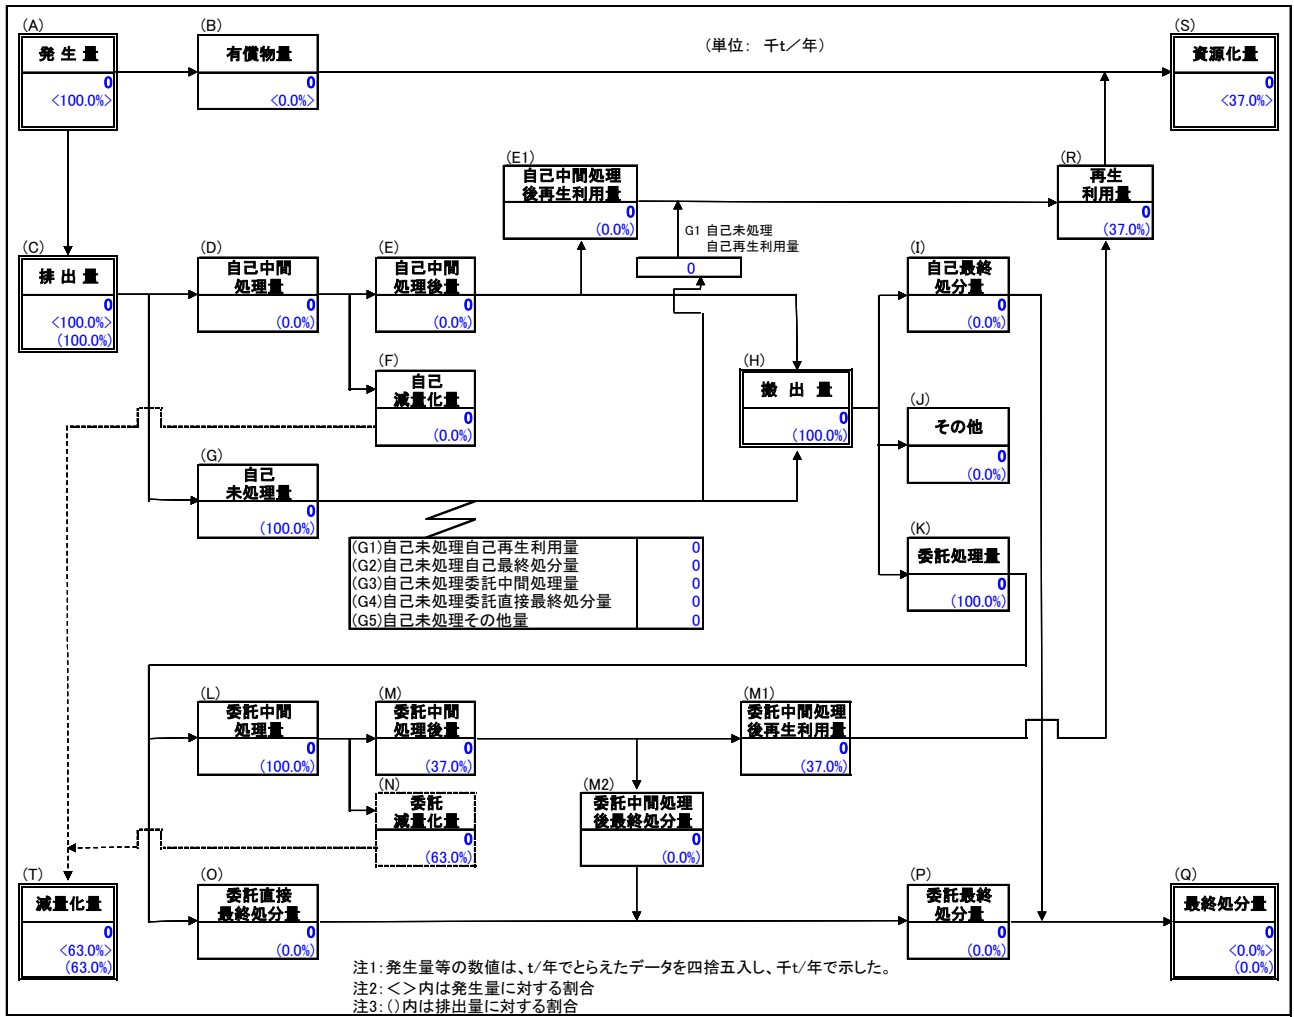 (A)
発 生 量
0
<100.0%>
(B)
有償物量
0
<0.0%>
(単位: 千t/年)
(S)
資源化量
0
<37.0%>
(E1)
自己中間処理
後再生利用量
0
(0.0%)
(R)
再生
利用量
0
(37.0%)
G1 自己未処理
自己再生利用量
0
(C)
排 出 量
0
<100.0%>
(100.0%)
(D)
自己中間
処理量
0
(0.0%)
(E)
自己中間
処理後量
0
(0.0%)
(I)
自己最終
処分量
0
(0.0%)
(F)
自己
減量化量
0
(0.0%)
(H)
搬 出 量
0
(100.0%)
(J)
その他
0
(0.0%)
(G)
自己
未処理量
0
(100.0%)
(G1)自己未処理自己再生利用量 0
(G2)自己未処理自己最終処分量 0
(G3)自己未処理委託中間処理量 0
(G4)自己未処理委託直接最終処分量 0
(G5)自己未処理その他量 0
(K)
委託処理量
0
(100.0%)
(L)
委託中間
処理量
0
(100.0%)
(M)
委託中間
処理後量
0
(37.0%)
(M1)
委託中間処理
後再生利用量
0
(37.0%)
(N)
委託
減量化量
0
(63.0%)
(M2)
委託中間処理
後最終処分量
0
(0.0%)
(T)
減量化量
0
<63.0%>
(63.0%)
(O)
委託直接
最終処分量
0
(0.0%)
(P)
委託最終
処分量
0
(0.0%)
(Q)
最終処分量
0
<0.0%>
(0.0%)
注1:発生量等の数値は、t/年でとらえたデータを四捨五入し、千t/年で示した。
注2:<>内は発生量に対する割合
注3:()内は排出量に対する割合